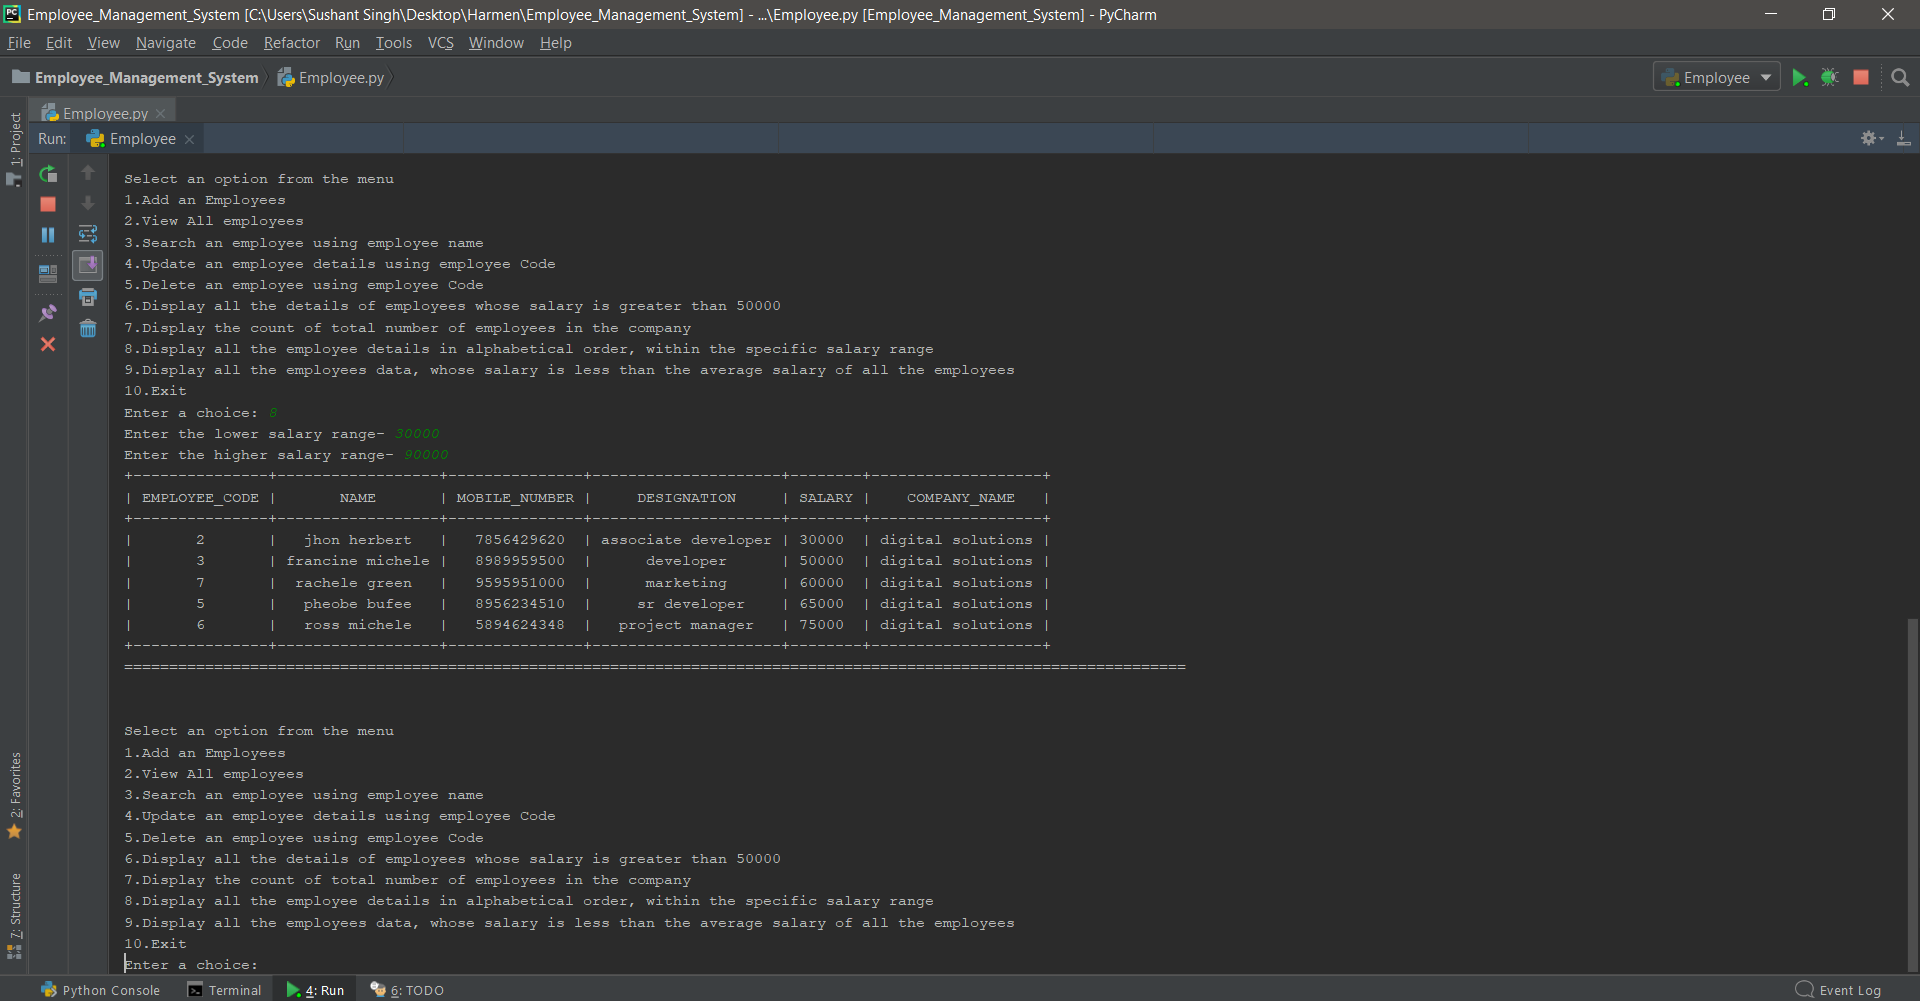 Employee_Management_System [C:\Users\Sushant Singh\Desktop\Harmen\Employee_Management_System] - ...\Employee.py [Employee_Management_System] - PyCharm
File Edit View Navigate Code Refactor Run Tools VCS Window Help
Employee_Management_System Employee.py Employee
Employee.py
Run: Employee
1: Project
Select an option from the menu
1.Add an Employees
2.View All employees
3.Search an employee using employee name
4.Update an employee details using employee Code
5.Delete an employee using employee Code
6.Display all the details of employees whose salary is greater than 50000
7.Display the count of total number of employees in the company
8.Display all the employee details in alphabetical order, within the specific salary range
9.Display all the employees data, whose salary is less than the average salary of all the employees
10.Exit
Enter a choice: 8
Enter the lower salary range- 30000
Enter the higher salary range- 90000
+---------------+------------------+---------------+---------------------+--------+-------------------+
| EMPLOYEE_CODE |       NAME       | MOBILE_NUMBER |     DESIGNATION     | SALARY |    COMPANY_NAME   |
+---------------+------------------+---------------+---------------------+--------+-------------------+
|       2       |   jhon herbert   |   7856429620  | associate developer | 30000  | digital solutions |
|       3       | francine michele |   8989959500  |      developer      | 50000  | digital solutions |
|       7       |  rachele green   |   9595951000  |      marketing      | 60000  | digital solutions |
|       5       |   pheobe bufee   |   8956234510  |     sr developer    | 65000  | digital solutions |
|       6       |   ross michele   |   5894624348  |   project manager   | 75000  | digital solutions |
+---------------+------------------+---------------+---------------------+--------+-------------------+
======================================================================================================================
Select an option from the menu
1.Add an Employees
2.View All employees
3.Search an employee using employee name
4.Update an employee details using employee Code
5.Delete an employee using employee Code
6.Display all the details of employees whose salary is greater than 50000
7.Display the count of total number of employees in the company
8.Display all the employee details in alphabetical order, within the specific salary range
9.Display all the employees data, whose salary is less than the average salary of all the employees
10.Exit
Enter a choice:
2: Favorites
7: Structure
Python Console Terminal 4: Run 6: TODO Event Log